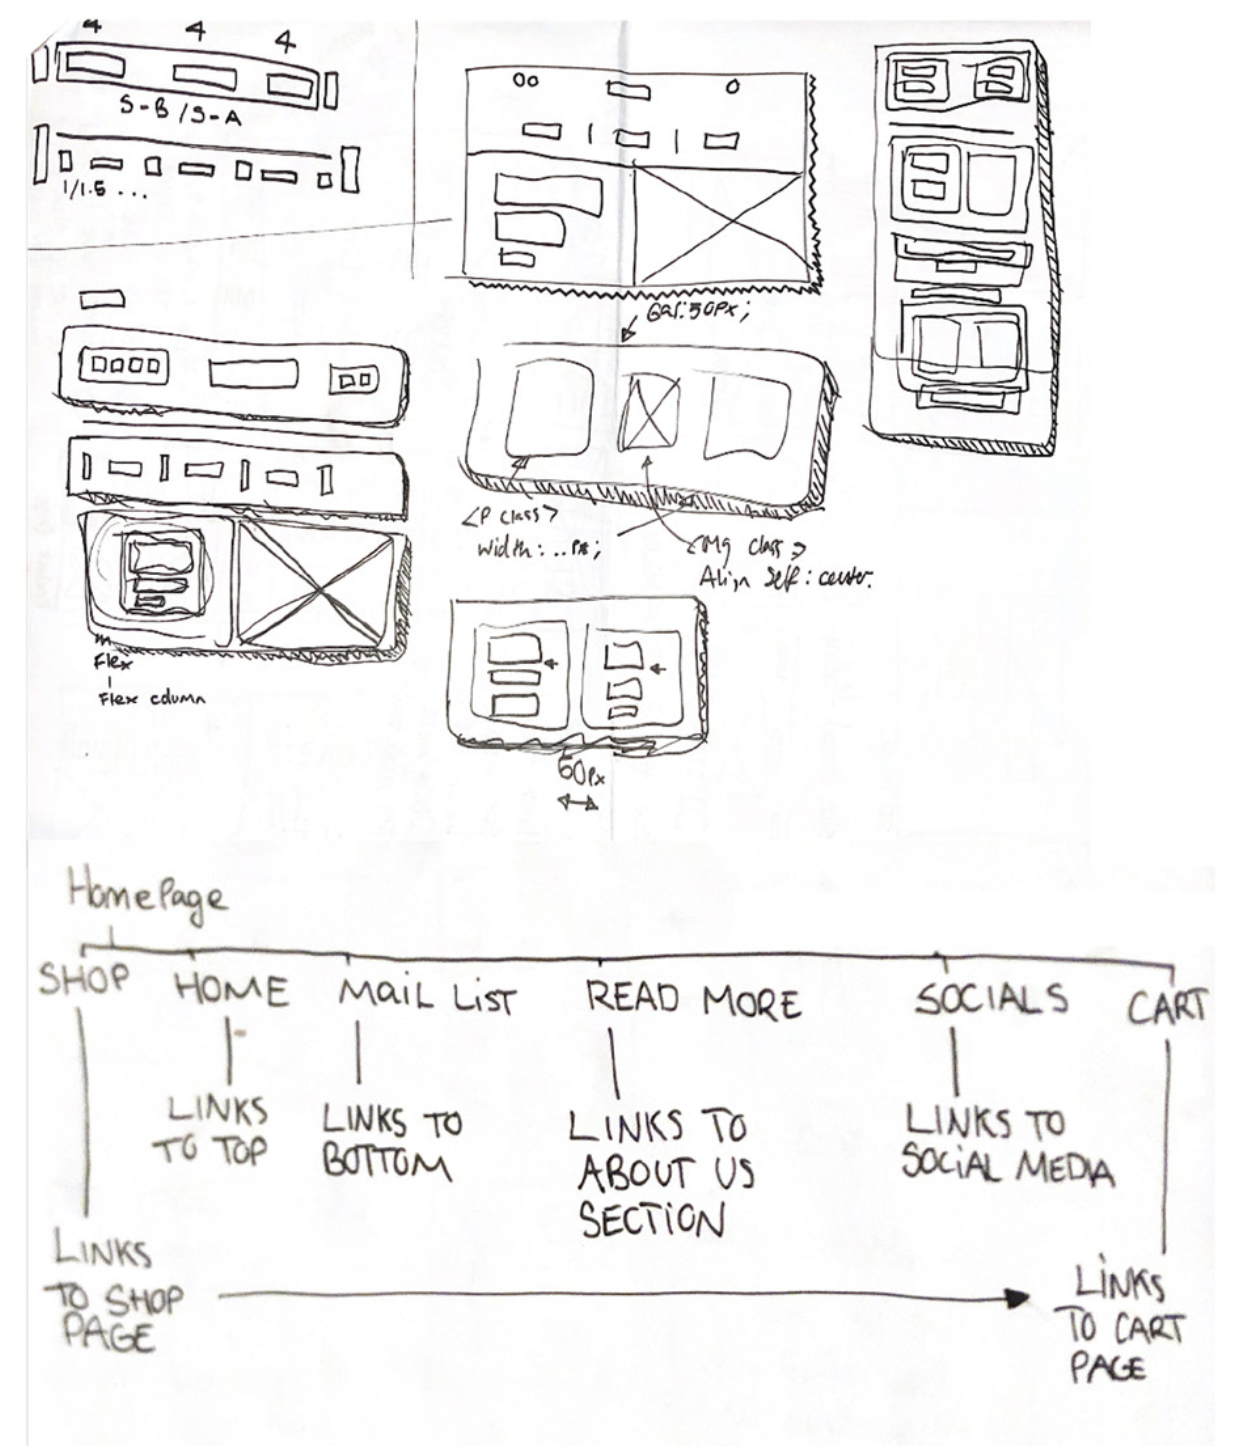 4 4 4
S-B / S-A
1/1.5 ...
Gap:50Px;
<P class>
width: ..px;
<Img class>
Align self: center.
Flex
Flex column
50px
HomePage
SHOP HOME MAIL LIST READ MORE SOCIALS CART
LINKS
TO TOP
LINKS TO
BOTTOM
LINKS TO
ABOUT US
SECTION
LINKS TO
SOCIAL MEDIA
LINKS
TO SHOP
PAGE
LINKS
TO CART
PAGE